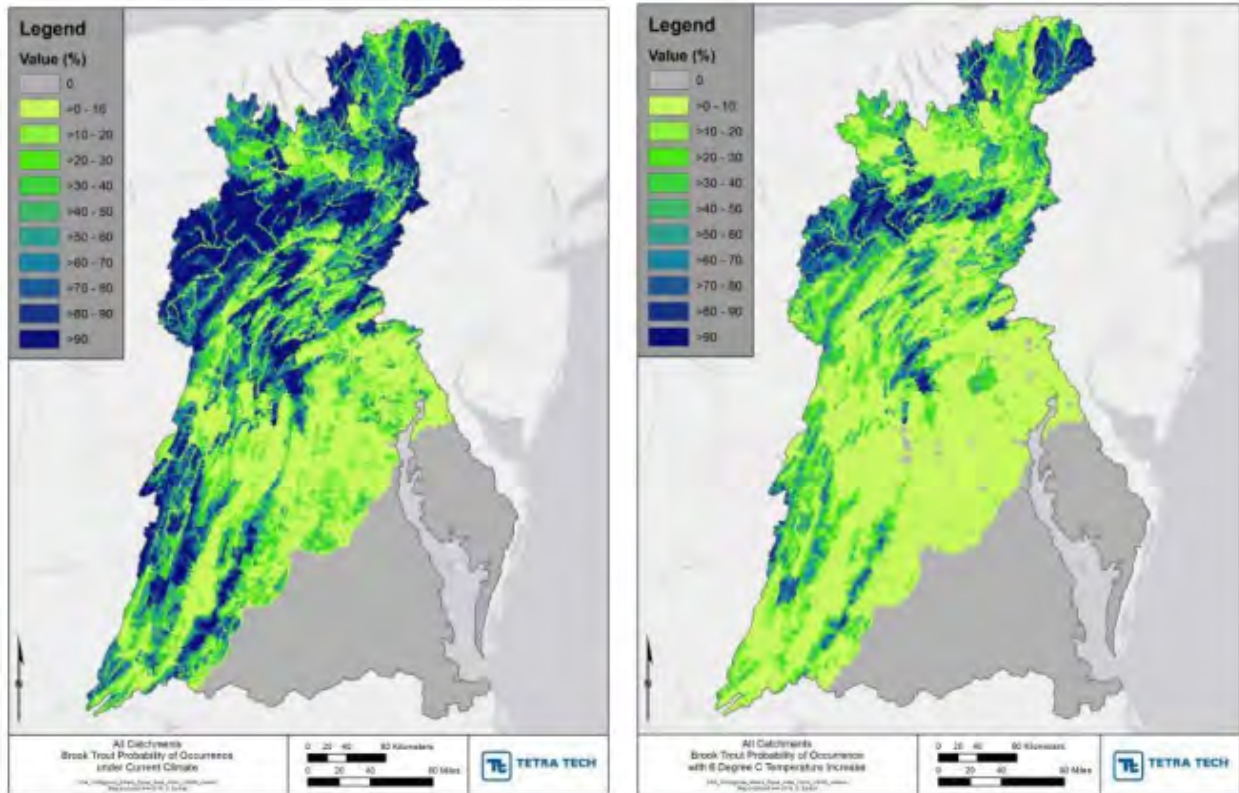 Legend
Value (%)
0
>0 - 10
>10 - 20
>20 - 30
>30 - 40
>40 - 50
>50 - 60
>60 - 70
>70 - 80
>80 - 90
>90
All Catchments
Brook Trout Probability of Occurrence
under Current Climate
0 20 40 80 Kilometers
0 20 40 80 Miles
TETRA TECH
Legend
Value (%)
0
>0 - 10
>10 - 20
>20 - 30
>30 - 40
>40 - 50
>50 - 60
>60 - 70
>70 - 80
>80 - 90
>90
All Catchments
Brook Trout Probability of Occurrence
with 6 Degree C Temperature Increase
0 20 40 80 Kilometers
0 20 40 80 Miles
TETRA TECH